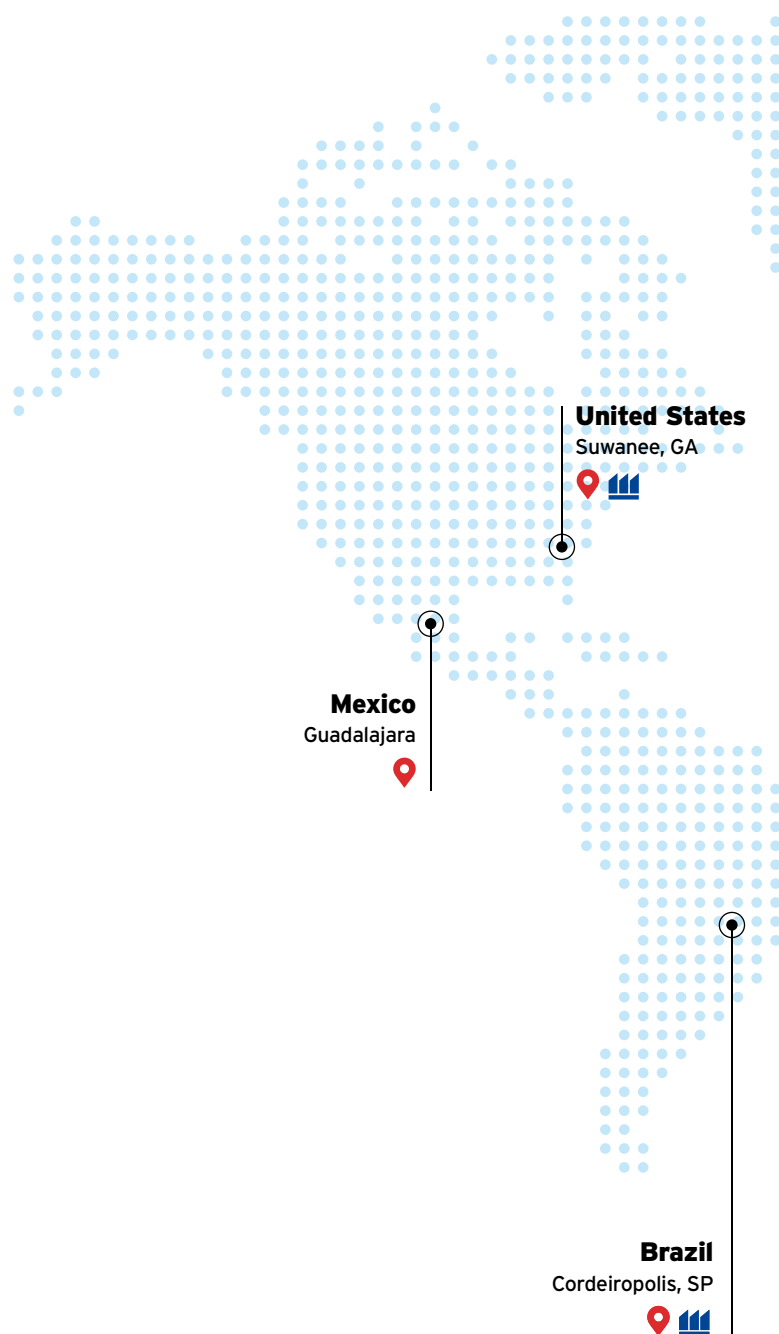 United States
Suwanee, GA
Mexico
Guadalajara
Brazil
Cordeiropolis, SP